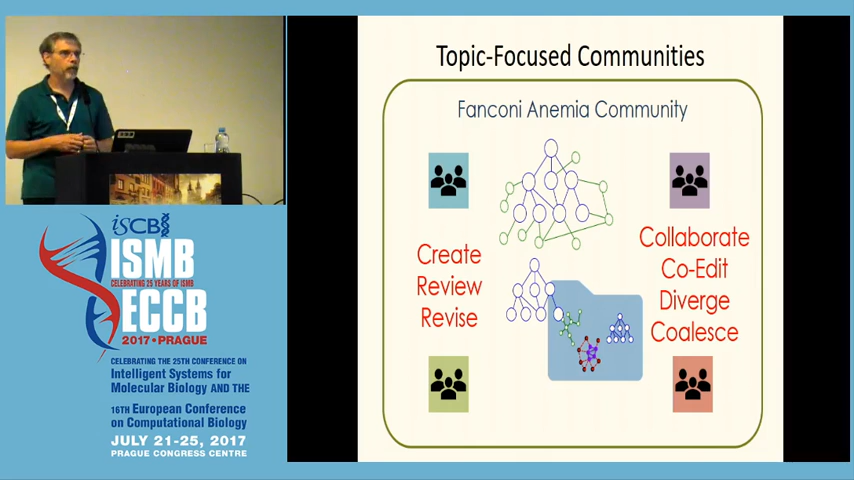 Topic-Focused Communities
Fanconi Anemia Community
Create
Review
Revise
Collaborate
Co-Edit
Diverge
Coalesce
iSCB
ISMB
CELEBRATING 25 YEARS OF ISMB
ECCB
2017 • PRAGUE
CELEBRATING THE 25TH CONFERENCE ON
Intelligent Systems for
Molecular Biology AND THE
16TH European Conference
on Computational Biology
JULY 21-25, 2017
PRAGUE CONGRESS CENTRE